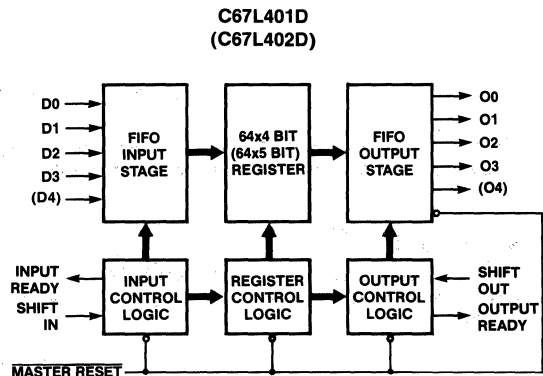 C67L401D
(C67L402D)
D0
D1
D2
D3
(D4)
FIFO
INPUT
STAGE
64x4 BIT
(64x5 BIT)
REGISTER
FIFO
OUTPUT
STAGE
O0
O1
O2
O3
(O4)
INPUT
READY
SHIFT
IN
INPUT
CONTROL
LOGIC
REGISTER
CONTROL
LOGIC
OUTPUT
CONTROL
LOGIC
SHIFT
OUT
OUTPUT
READY
MASTER RESET